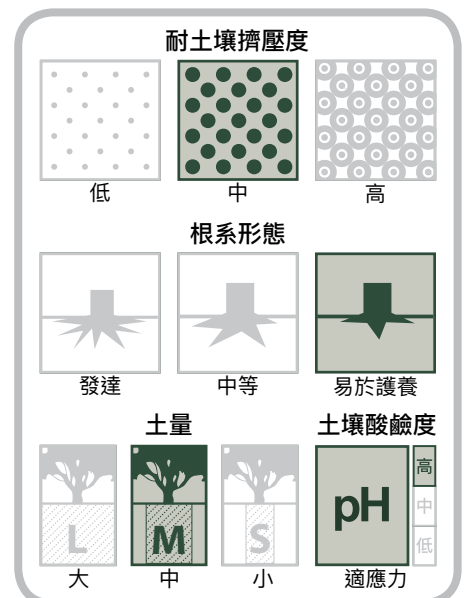 耐土壤擠壓度
低 中 高
根系形態
發達 中等 易於護養
土量 土壤酸鹼度
L M S pH 高
中
低
大 中 小 適應力